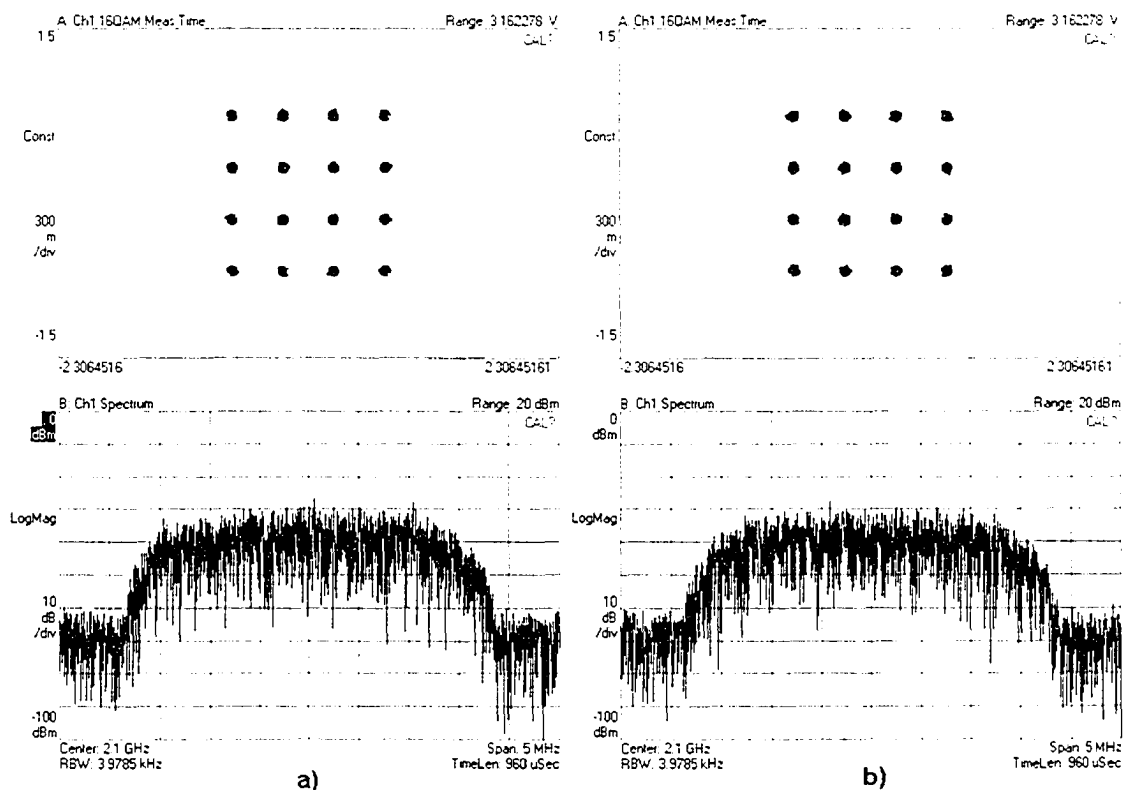 A: Ch1 16QAM Meas Time Range: 3.162278 V
CAL?
1.5
Const
300
m
/div
-1.5
-2.3064516 2.30645161
B: Ch1 Spectrum Range: 20 dBm
CAL?
0
dBm
LogMag
10
dB
/div
-100
dBm
Center: 2.1 GHz Span: 5 MHz
RBW: 3.9785 kHz TimeLen: 960 uSec
a)
A: Ch1 16QAM Meas Time Range: 3.162278 V
CAL?
1.5
Const
300
m
/div
-1.5
-2.3064516 2.30645161
B: Ch1 Spectrum Range: 20 dBm
CAL?
0
dBm
LogMag
10
dB
/div
-100
dBm
Center: 2.1 GHz Span: 5 MHz
RBW: 3.9785 kHz TimeLen: 960 uSec
b)